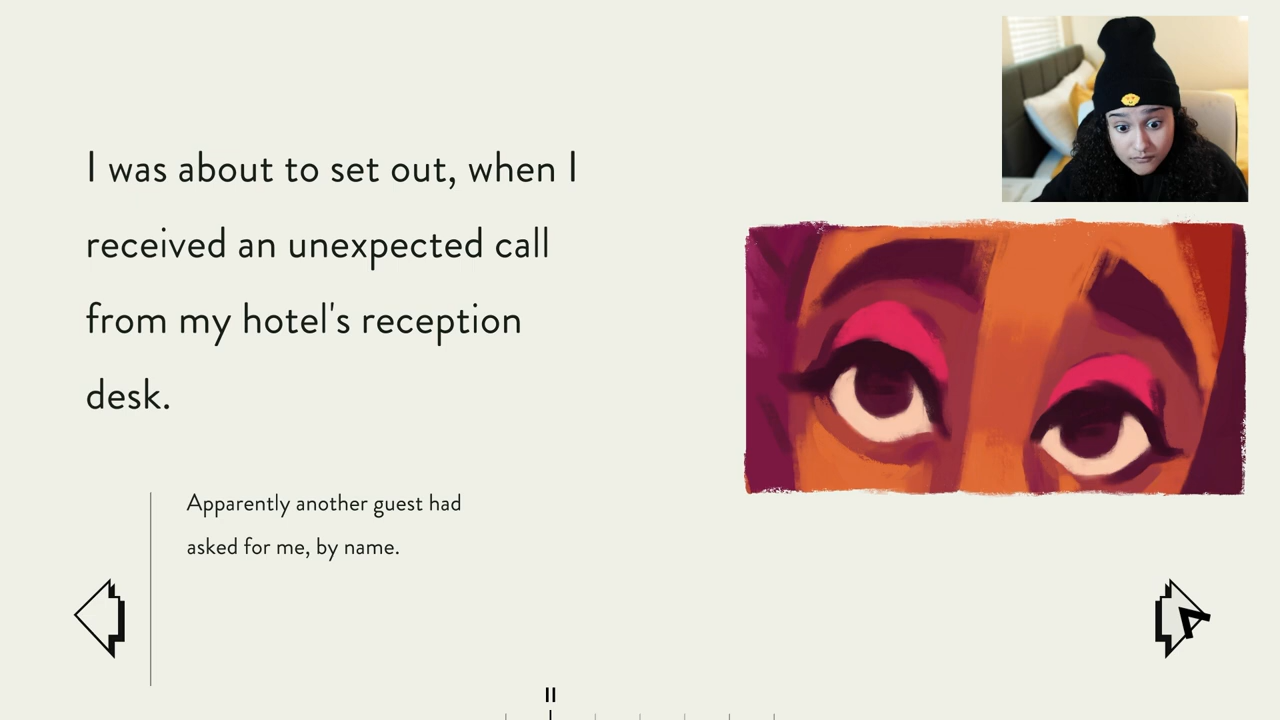 I was about to set out, when I
received an unexpected call
from my hotel's reception
desk.
Apparently another guest had
asked for me, by name.
II